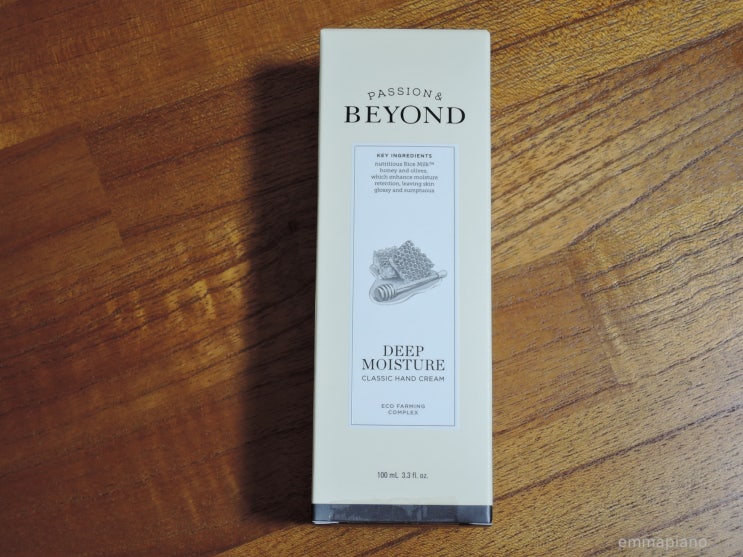 PASSION &
BEYOND
KEY INGREDIENTS
nutritious Rice Milk™
honey and olives,
which enhance moisture
retention, leaving skin
glossy and sumptuous
DEEP
MOISTURE
CLASSIC HAND CREAM
ECO FARMING
COMPLEX
100 mL 3.3 fl. oz.
emmapiano